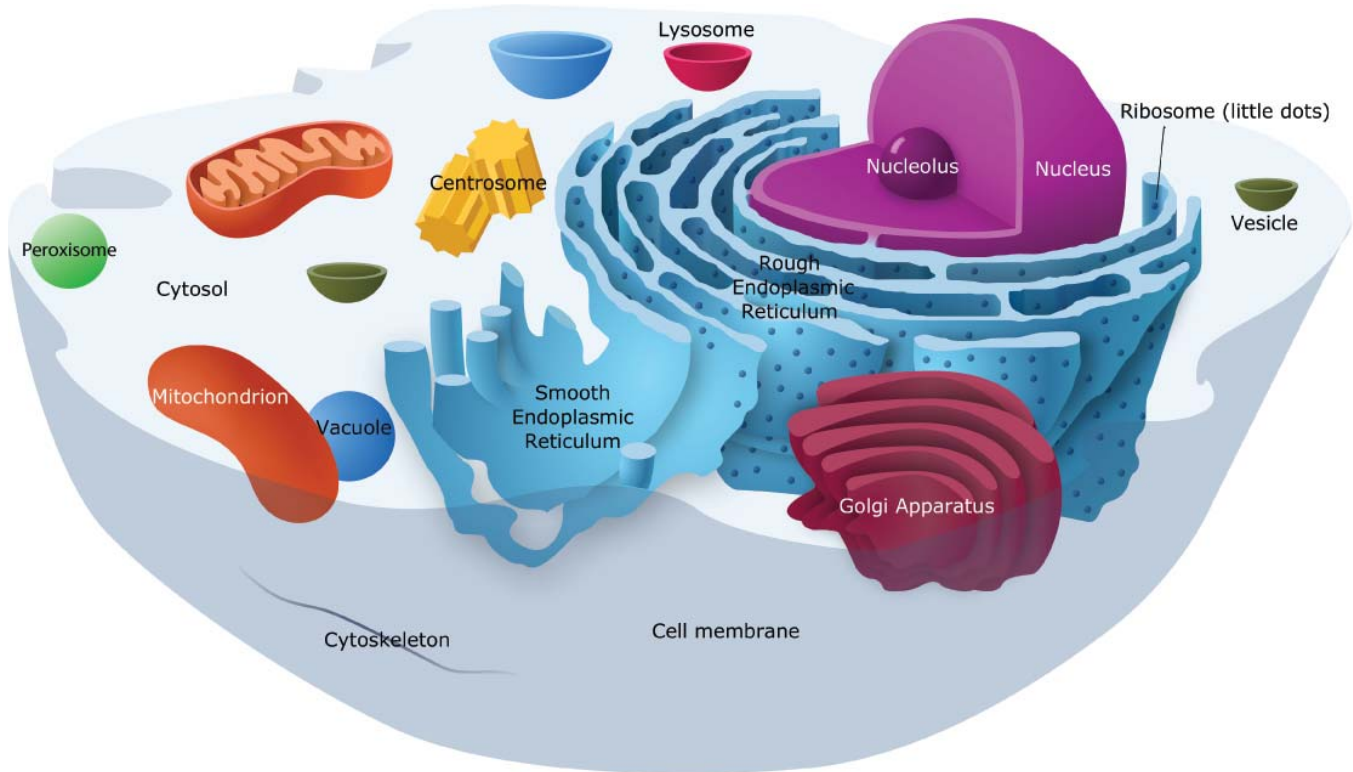 Lysosome
Ribosome (little dots)
Nucleolus
Nucleus
Centrosome
Vesicle
Peroxisome
Rough
Endoplasmic
Reticulum
Cytosol
Mitochondrion
Smooth
Endoplasmic
Reticulum
Vacuole
Golgi Apparatus
Cytoskeleton
Cell membrane